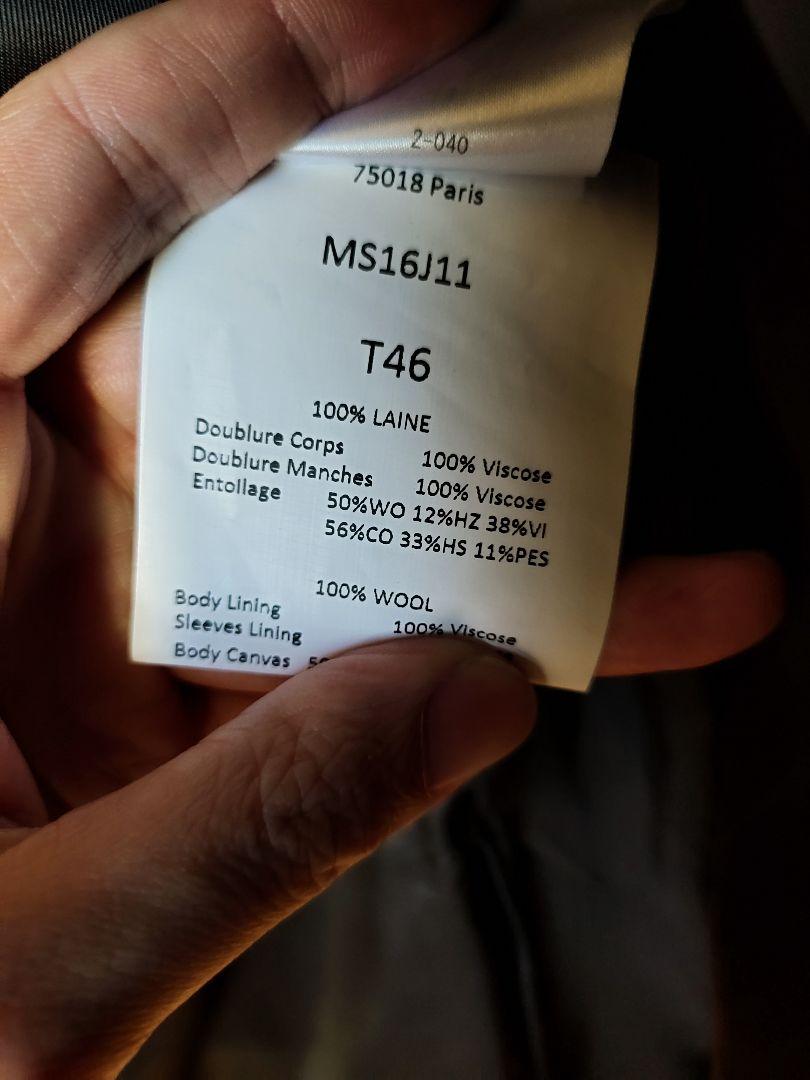 2-040
75018 Paris
MS16J11
T46
100% LAINE
Doublure Corps 100% Viscose
Doublure Manches 100% Viscose
Entollage 50%WO 12%HZ 38%VI
56%CO 33%HS 11%PES
100% WOOL
Body Lining 100% Viscose
Sleeves Lining
Body Canvas